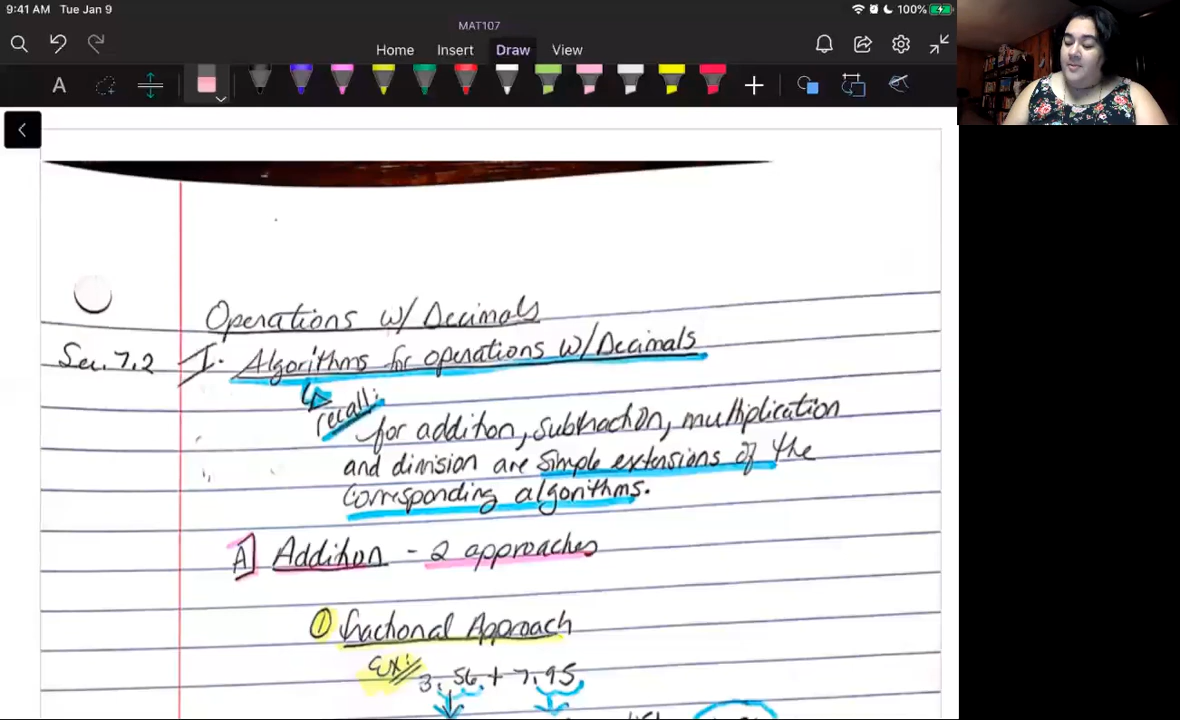 9:41 AM Tue Jan 9
100%
MAT107
Home Insert Draw View
A
Operations w/ Decimals
Sec. 7.2 I. Algorithms for operations w/ Decimals
recall:
for addition, subtraction, multiplication
and division are simple extensions of the
corresponding algorithms.
A] Addition - 2 approaches
① fractional Approach
Ex: 3.56 + 7.95